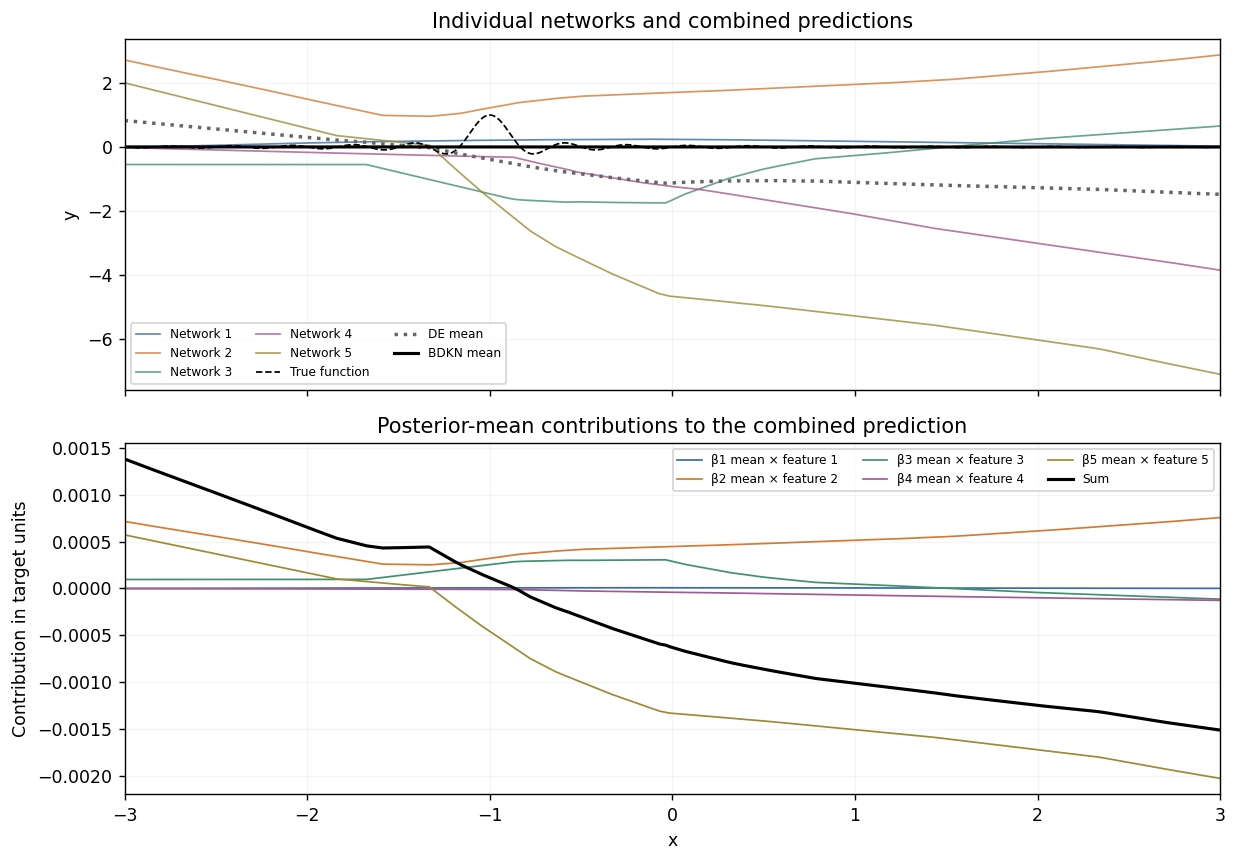 Individual networks and combined predictions
y
2
0
−2
−4
−6
Network 1
Network 2
Network 3
Network 4
Network 5
True function
DE mean
BDKN mean
Posterior-mean contributions to the combined prediction
Contribution in target units
0.0015
0.0010
0.0005
0.0000
−0.0005
−0.0010
−0.0015
−0.0020
β1 mean × feature 1
β2 mean × feature 2
β3 mean × feature 3
β4 mean × feature 4
β5 mean × feature 5
Sum
−3
−2
−1
0
1
2
3
x